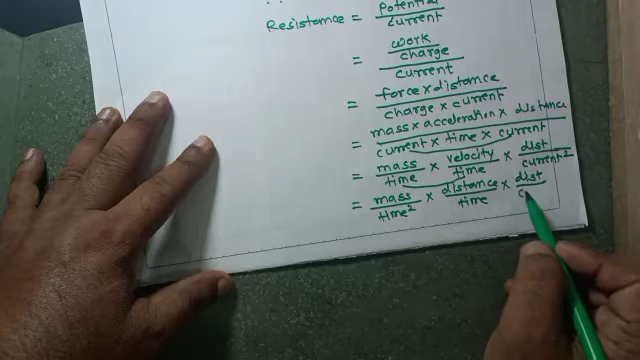 ∴
Resistance = Potential / Current
= work / charge / current
= force × distance / charge × current
= mass × acceleration × distance / current × time × current
= mass / time × velocity / time × dist / current²
= mass / time² × distance / time × dist / c